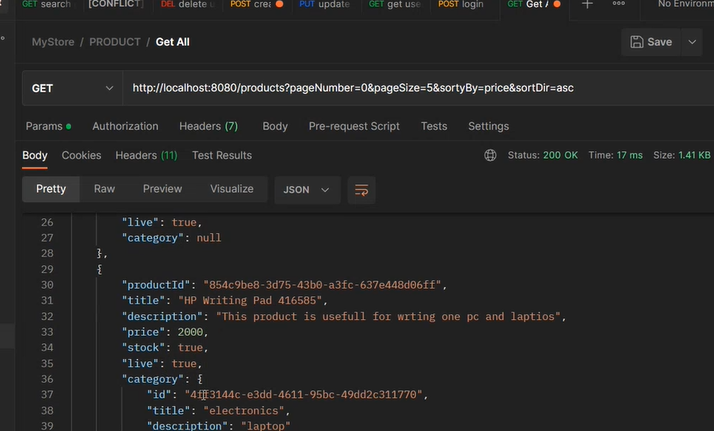 GET search [CONFLICT] DEL delete u POST crea PUT update GET get use POST login GET Get A + ooo No Environm
MyStore / PRODUCT / Get All Save
GET http://localhost:8080/products?pageNumber=0&pageSize=5&sortyBy=price&sortDir=asc
Params Authorization Headers (7) Body Pre-request Script Tests Settings
Body Cookies Headers (11) Test Results Status: 200 OK Time: 17 ms Size: 1.41 KB
Pretty Raw Preview Visualize JSON
26 "live": true,
27 "category": null
28 },
29 {
30 "productId": "854c9be8-3d75-43b0-a3fc-637e448d06ff",
31 "title": "HP Writing Pad 416585",
32 "description": "This product is usefull for wrting one pc and laptios",
33 "price": 2000,
34 "stock": true,
35 "live": true,
36 "category": {
37 "id": "4ff3144c-e3dd-4611-95bc-49dd2c311770",
38 "title": "electronics",
39 "description": "laptop"